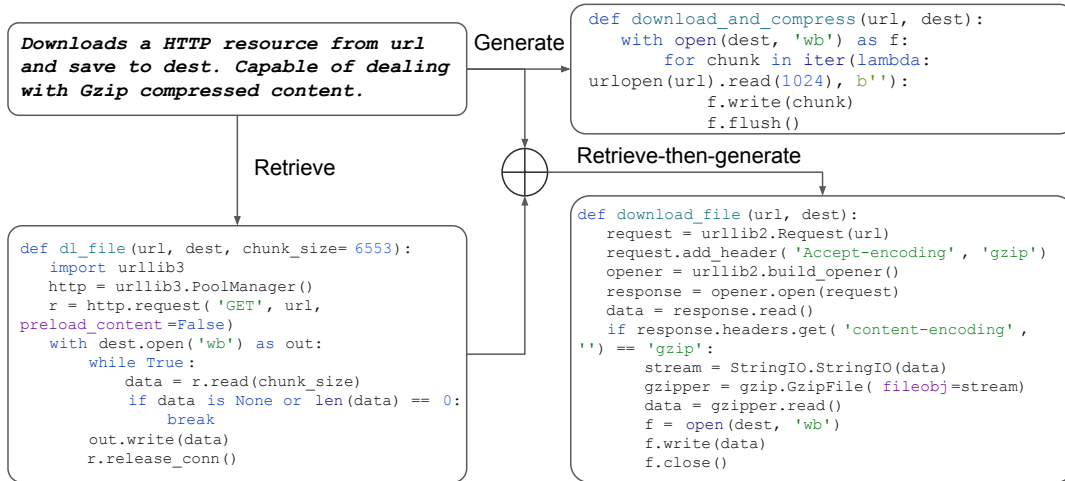 Downloads a HTTP resource from url
and save to dest. Capable of dealing
with Gzip compressed content.
Generate
def download_and_compress(url, dest):
with open(dest, 'wb') as f:
for chunk in iter(lambda:
urlopen(url).read(1024), b''):
f.write(chunk)
f.flush()
Retrieve
Retrieve-then-generate
def dl_file(url, dest, chunk_size= 6553):
import urllib3
http = urllib3.PoolManager()
r = http.request( 'GET', url,
preload_content=False)
with dest.open('wb') as out:
while True:
data = r.read(chunk_size)
if data is None or len(data) == 0:
break
out.write(data)
r.release_conn()
def download_file(url, dest):
request = urllib2.Request(url)
request.add_header( 'Accept-encoding', 'gzip')
opener = urllib2.build_opener()
response = opener.open(request)
data = response.read()
if response.headers.get( 'content-encoding',
'') == 'gzip':
stream = StringIO.StringIO(data)
gzipper = gzip.GzipFile( fileobj=stream)
data = gzipper.read()
f = open(dest, 'wb')
f.write(data)
f.close()